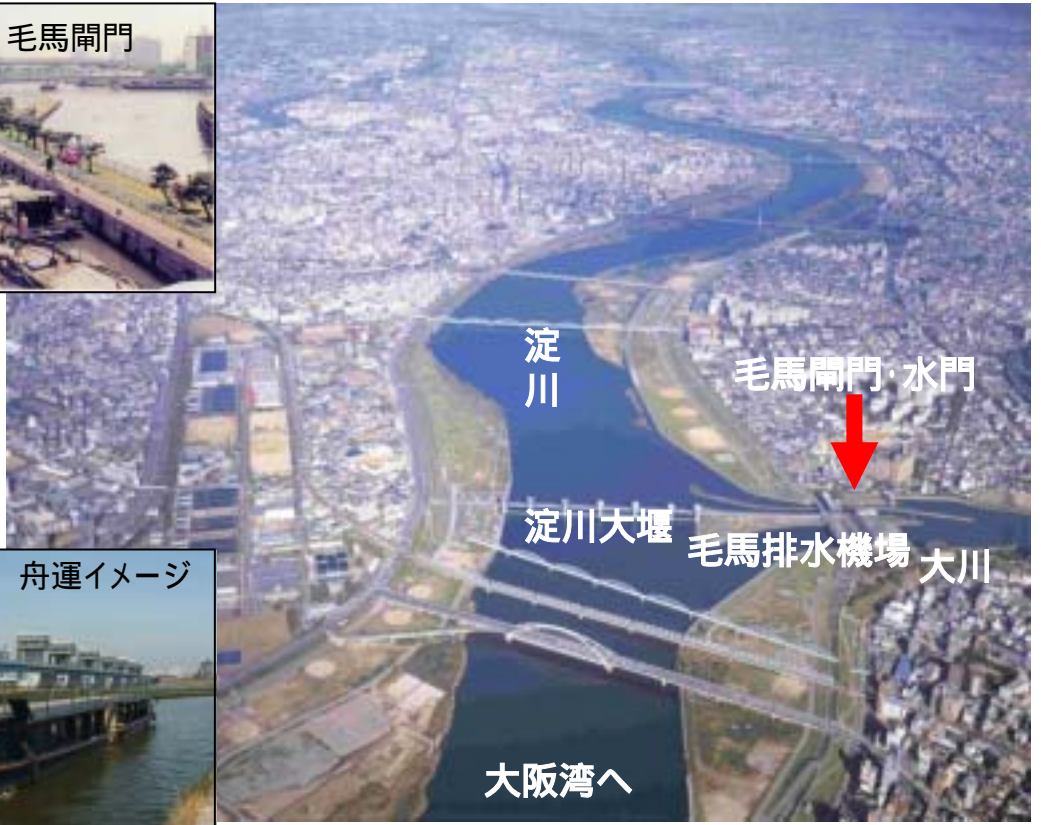 毛馬閘門
淀
川
毛馬閘門・水門
淀川大堰
毛馬排水機場
大川
舟運イメージ
大阪湾へ